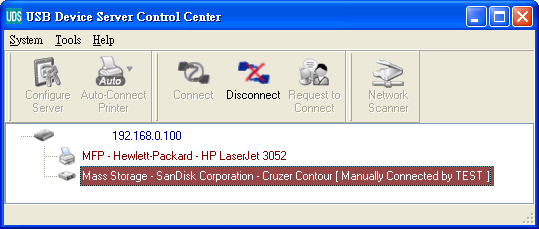 UDS USB Device Server Control Center
System Tools Help
Configure Server
Auto
Auto-Connect Printer
Connect
Disconnect
Request to Connect
Network Scanner
192.168.0.100
MFP - Hewlett-Packard - HP LaserJet 3052
Mass Storage - SanDisk Corporation - Cruzer Contour [ Manually Connected by TEST ]